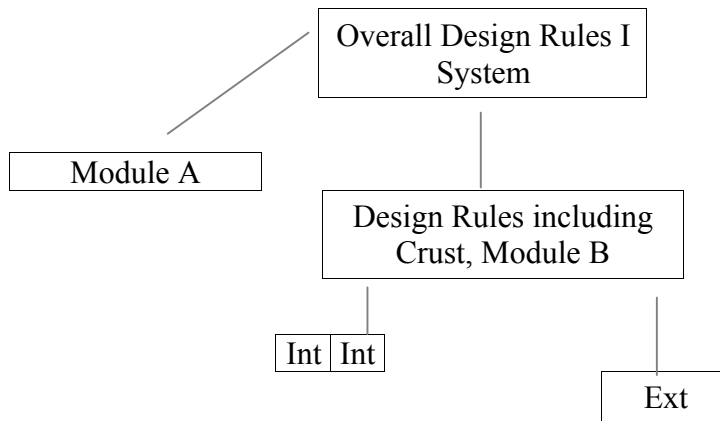 Overall Design Rules I
System
Module A
Design Rules including
Crust, Module B
Int Int
Ext